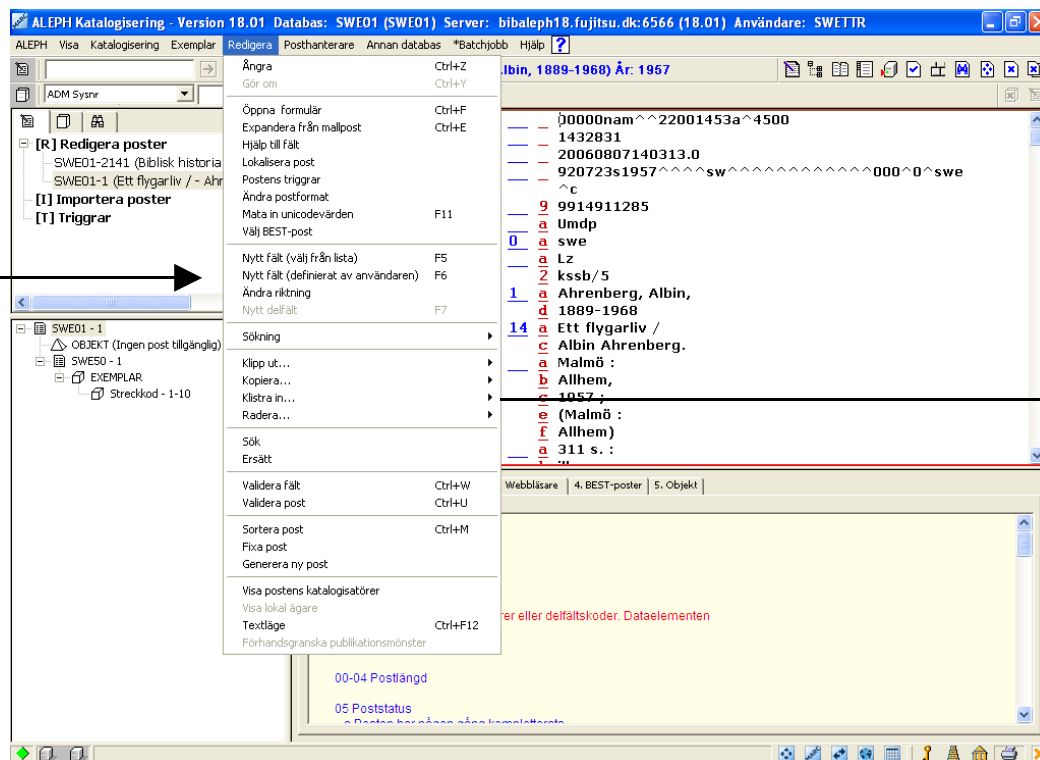 ALEPH Katalogisering - Version 18.01 Databas: SWE01 (SWE01) Server: bibaleph18.fujitsu.dk:6566 (18.01) Användare: SWETTR
ALEPH Visa Katalogisering Exemplar Redigera Posthanterare Annan databas *Batchjobb Hjälp ?
lbin, 1889-1968) År: 1957
ADM Sysnr
[R] Redigera poster
SWE01-2141 (Biblisk historia
SWE01-1 (Ett flygarliv / - Ahr
[I] Importera poster
[T] Triggrar
SWE01 - 1
OBJEKT (Ingen post tillgänglig)
SWE50 - 1
EXEMPLAR
Streckkod - 1-10
Ångra Ctrl+Z
Gör om Ctrl+Y
Öppna formulär Ctrl+F
Expandera från mallpost Ctrl+E
Hjälp till fält
Lokalisera post
Postens triggrar
Ändra postformat
Mata in unicodevärden F11
Välj BEST-post
Nytt fält (välj från lista) F5
Nytt fält (definierat av användaren) F6
Ändra riktning
Nytt delfält F7
Sökning
Klipp ut...
Kopiera...
Klistra in...
Radera...
Sök
Ersätt
Validera fält Ctrl+W
Validera post Ctrl+U
Sortera post Ctrl+M
Fixa post
Generera ny post
Visa postens katalogisatörer
Visa lokal ägare
Textläge Ctrl+F12
Förhandsgranska publikationsmönster
00000nam^^22001453a^4500
1432831
20060807140313.0
920723s1957^^^^sw^^^^^^^^^^^^000^0^swe
^c
9 9914911285
a Umdp
0 a swe
a Lz
2 kssb/5
1 a Ahrenberg, Albin,
d 1889-1968
14 a Ett flygarliv /
c Albin Ahrenberg.
a Malmö :
b Allhem,
c 1957 ;
e (Malmö :
f Allhem)
a 311 s. :
Webbläsare 4. BEST-poster 5. Objekt
rer eller delfältskoder. Dataelementen
00-04 Postlängd
05 Poststatus